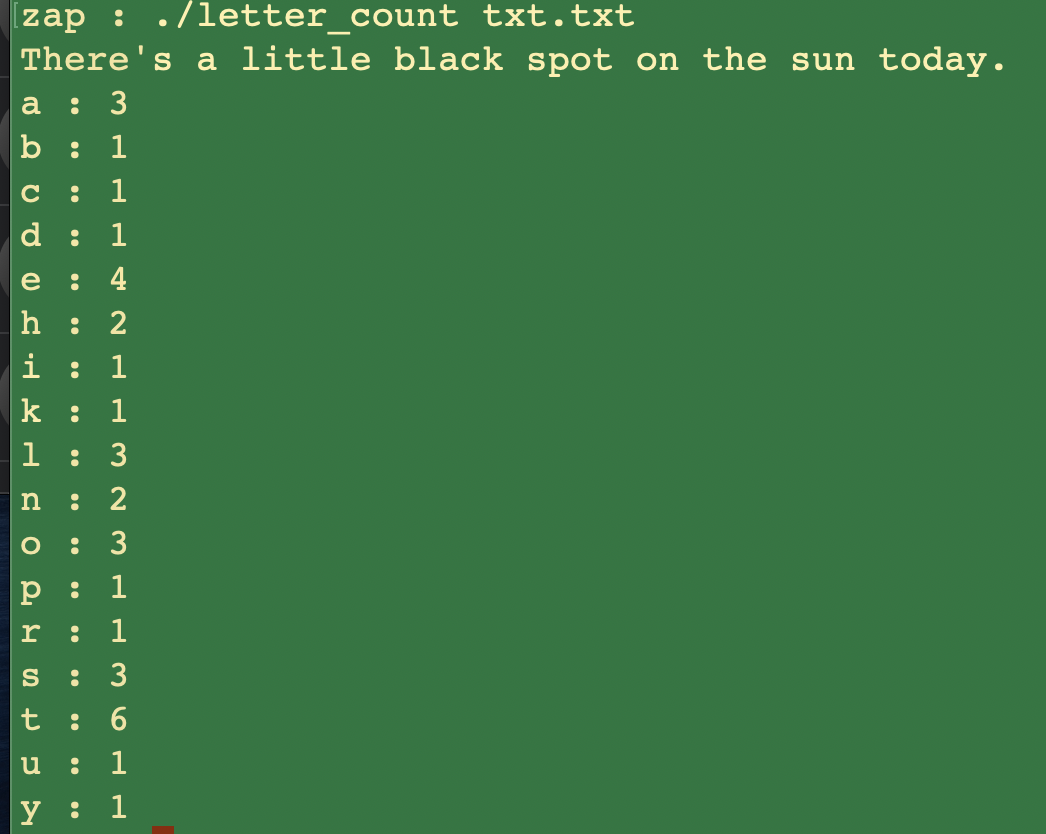 zap : ./letter_count txt.txt
There's a little black spot on the sun today.
a : 3
b : 1
c : 1
d : 1
e : 4
h : 2
i : 1
k : 1
l : 3
n : 2
o : 3
p : 1
r : 1
s : 3
t : 6
u : 1
y : 1